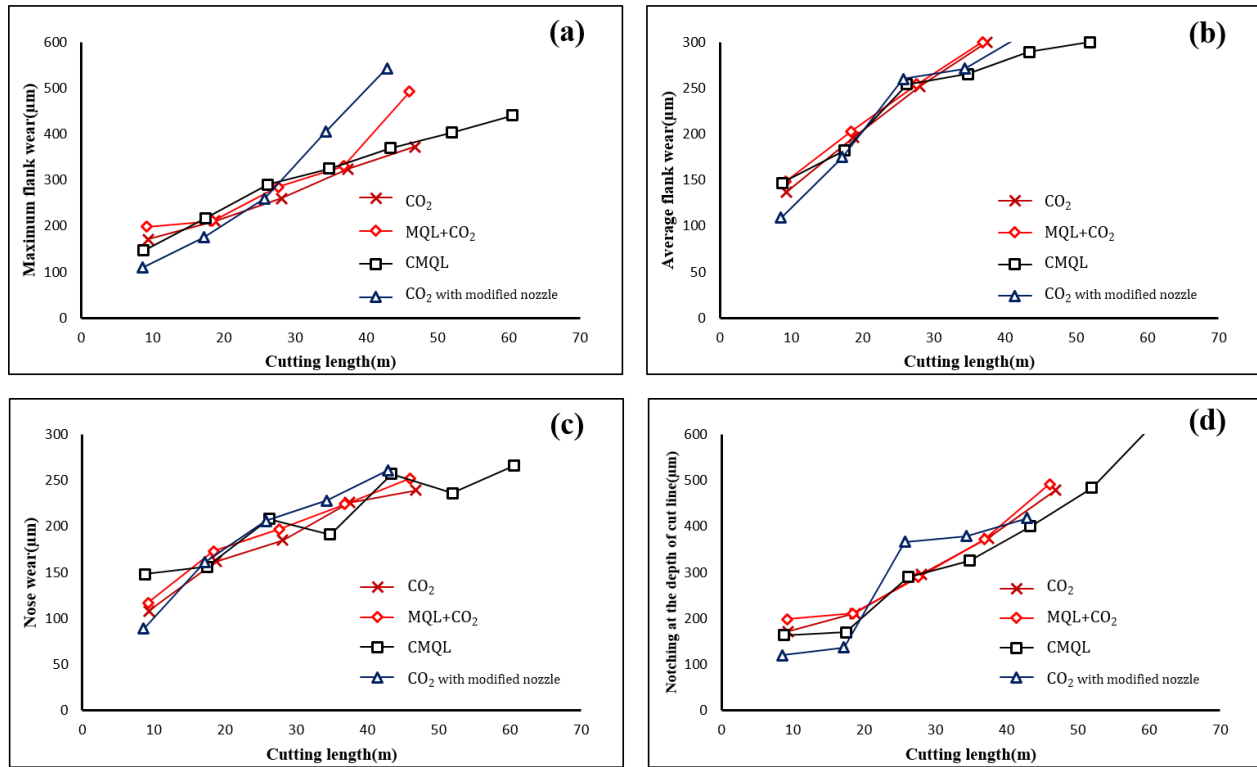 (a)
Maximum flank wear(µm)
600
500
400
300
200
100
0
0 10 20 30 40 50 60 70
Cutting length(m)
CO₂
MQL+CO₂
CMQL
CO₂ with modified nozzle
(b)
Average flank wear(µm)
300
250
200
150
100
50
0
0 10 20 30 40 50 60 70
Cutting length(m)
CO₂
MQL+CO₂
CMQL
CO₂ with modified nozzle
(c)
Nose wear(µm)
300
250
200
150
100
50
0
0 10 20 30 40 50 60 70
Cutting length(m)
CO₂
MQL+CO₂
CMQL
CO₂ with modified nozzle
(d)
Notching at the depth of cut line(µm)
600
500
400
300
200
100
0
0 10 20 30 40 50 60 70
Cutting length(m)
CO₂
MQL+CO₂
CMQL
CO₂ with modified nozzle